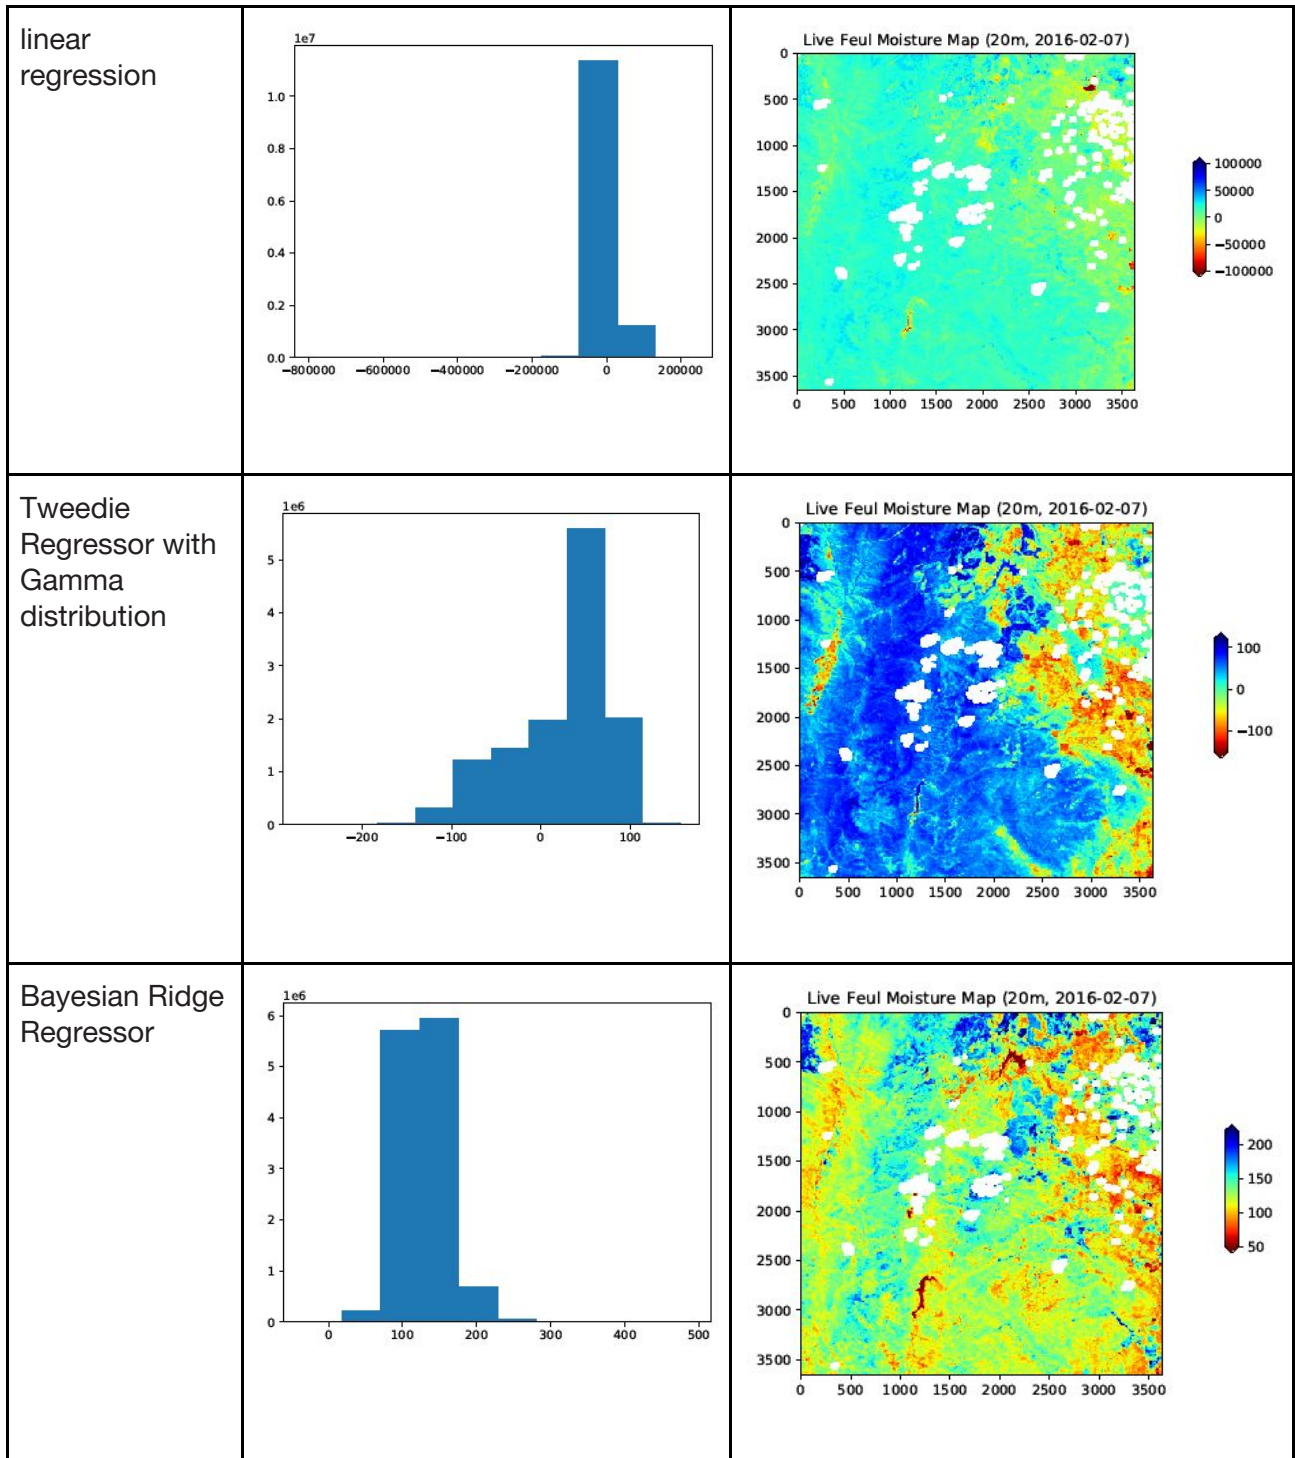 linear
regression
1e7
1.0
0.8
0.6
0.4
0.2
0.0
−800000 −600000 −400000 −200000 0 200000
Live Feul Moisture Map (20m, 2016-02-07)
0
500
1000
1500
2000
2500
3000
3500
0 500 1000 1500 2000 2500 3000 3500
100000
50000
0
−50000
−100000
Tweedie
Regressor with
Gamma
distribution
1e6
5
4
3
2
1
0
−200 −100 0 100
Live Feul Moisture Map (20m, 2016-02-07)
0
500
1000
1500
2000
2500
3000
3500
0 500 1000 1500 2000 2500 3000 3500
100
0
−100
Bayesian Ridge
Regressor
1e6
6
5
4
3
2
1
0
0 100 200 300 400 500
Live Feul Moisture Map (20m, 2016-02-07)
0
500
1000
1500
2000
2500
3000
3500
0 500 1000 1500 2000 2500 3000 3500
200
150
100
50